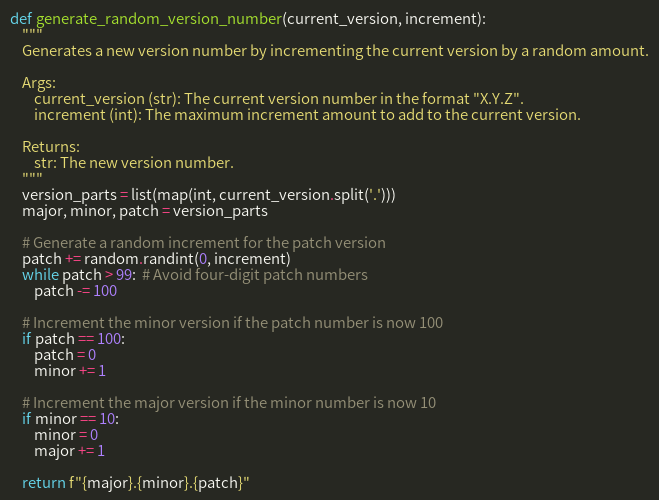 def generate_random_version_number(current_version, increment):
    """
    Generates a new version number by incrementing the current version by a random amount.

    Args:
        current_version (str): The current version number in the format "X.Y.Z".
        increment (int): The maximum increment amount to add to the current version.

    Returns:
        str: The new version number.
    """
    version_parts = list(map(int, current_version.split('.')))
    major, minor, patch = version_parts

    # Generate a random increment for the patch version
    patch += random.randint(0, increment)
    while patch > 99:  # Avoid four-digit patch numbers
        patch -= 100

    # Increment the minor version if the patch number is now 100
    if patch == 100:
        patch = 0
        minor += 1

    # Increment the major version if the minor number is now 10
    if minor == 10:
        minor = 0
        major += 1

    return f"{major}.{minor}.{patch}"